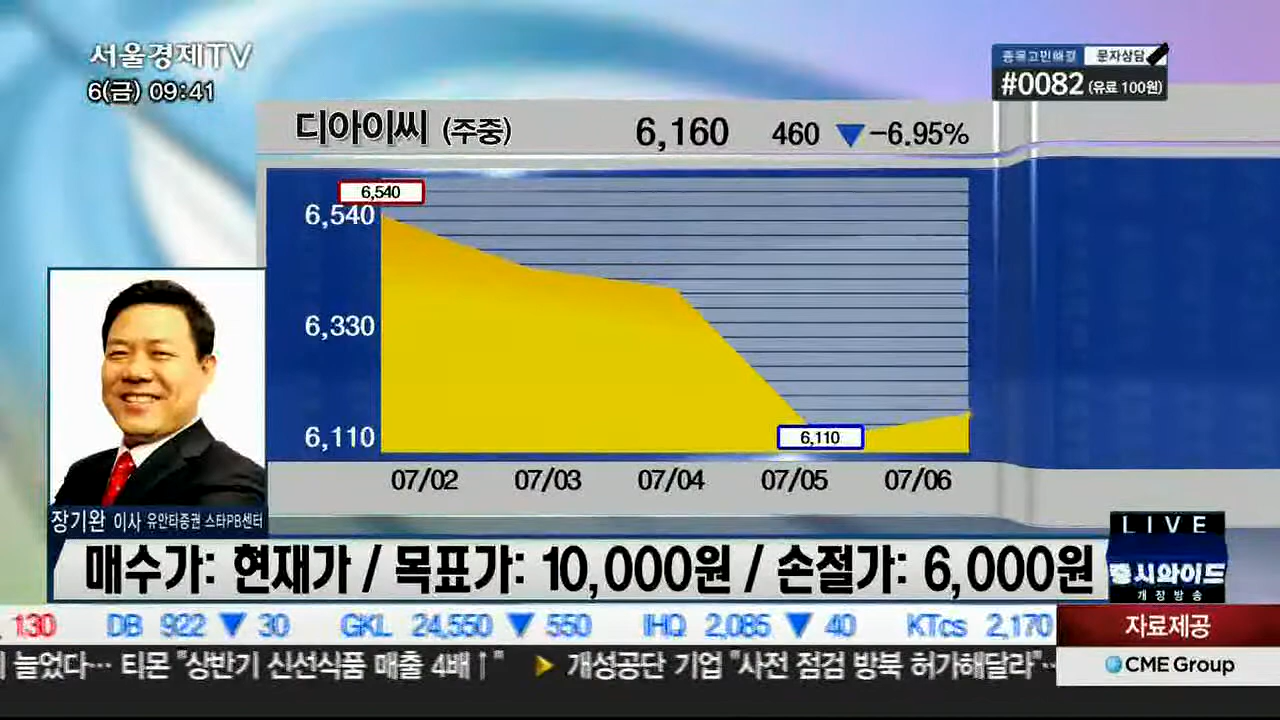 서울경제TV
6(금) 09:41
종목고민해결 문자상담
#0082 (유료 100원)
디아이씨 (주중) 6,160 460 ▼-6.95%
6,540
6,540
6,330
6,110
6,110
07/02 07/03 07/04 07/05 07/06
장기완 이사 유안타증권 스타PB센터
매수가: 현재가 / 목표가: 10,000원 / 손절가: 6,000원
LIVE
증시와이드
개장방송
130 DB 922 ▼ 30 GKL 24,550 ▼ 550 IHQ 2,085 ▼ 40 KTcs 2,170
자료제공
늘었다… 티몬 "상반기 신선식품 매출 4배↑" ▶ 개성공단 기업 "사전 점검 방북 허가해달라"…
CME Group